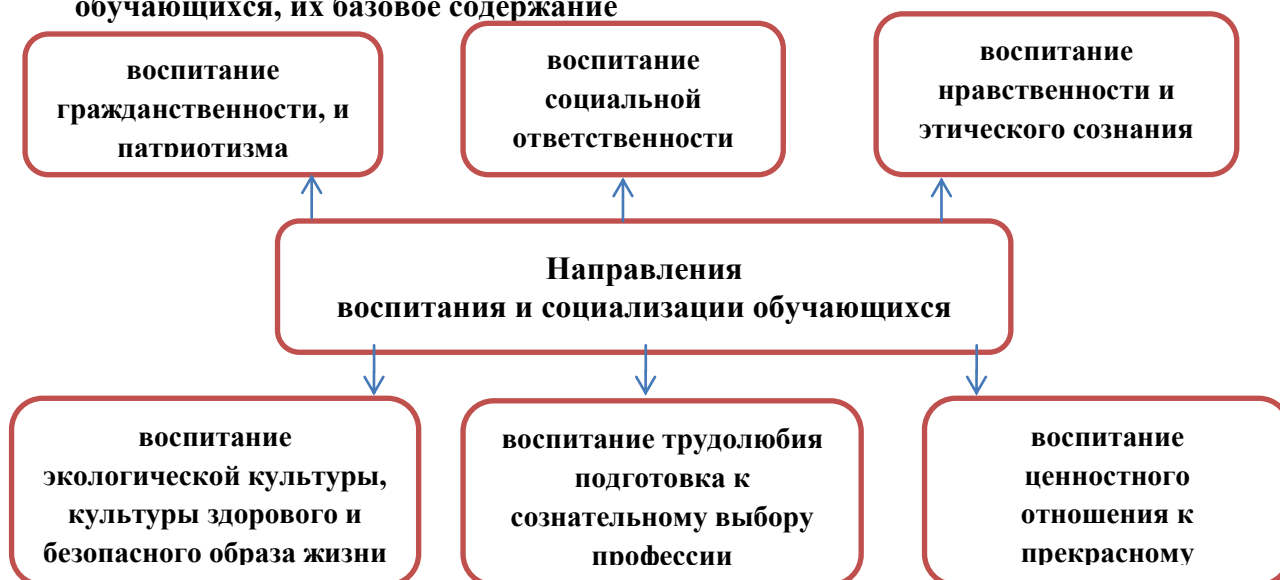 обучающихся, их базовое содержание
воспитание
гражданственности, и
патриотизма
воспитание
социальной
ответственности
воспитание
нравственности и
этического сознания
Направления
воспитания и социализации обучающихся
воспитание
экологической культуры,
культуры здорового и
безопасного образа жизни
воспитание трудолюбия
подготовка к
сознательному выбору
профессии
воспитание
ценностного
отношения к
прекрасному